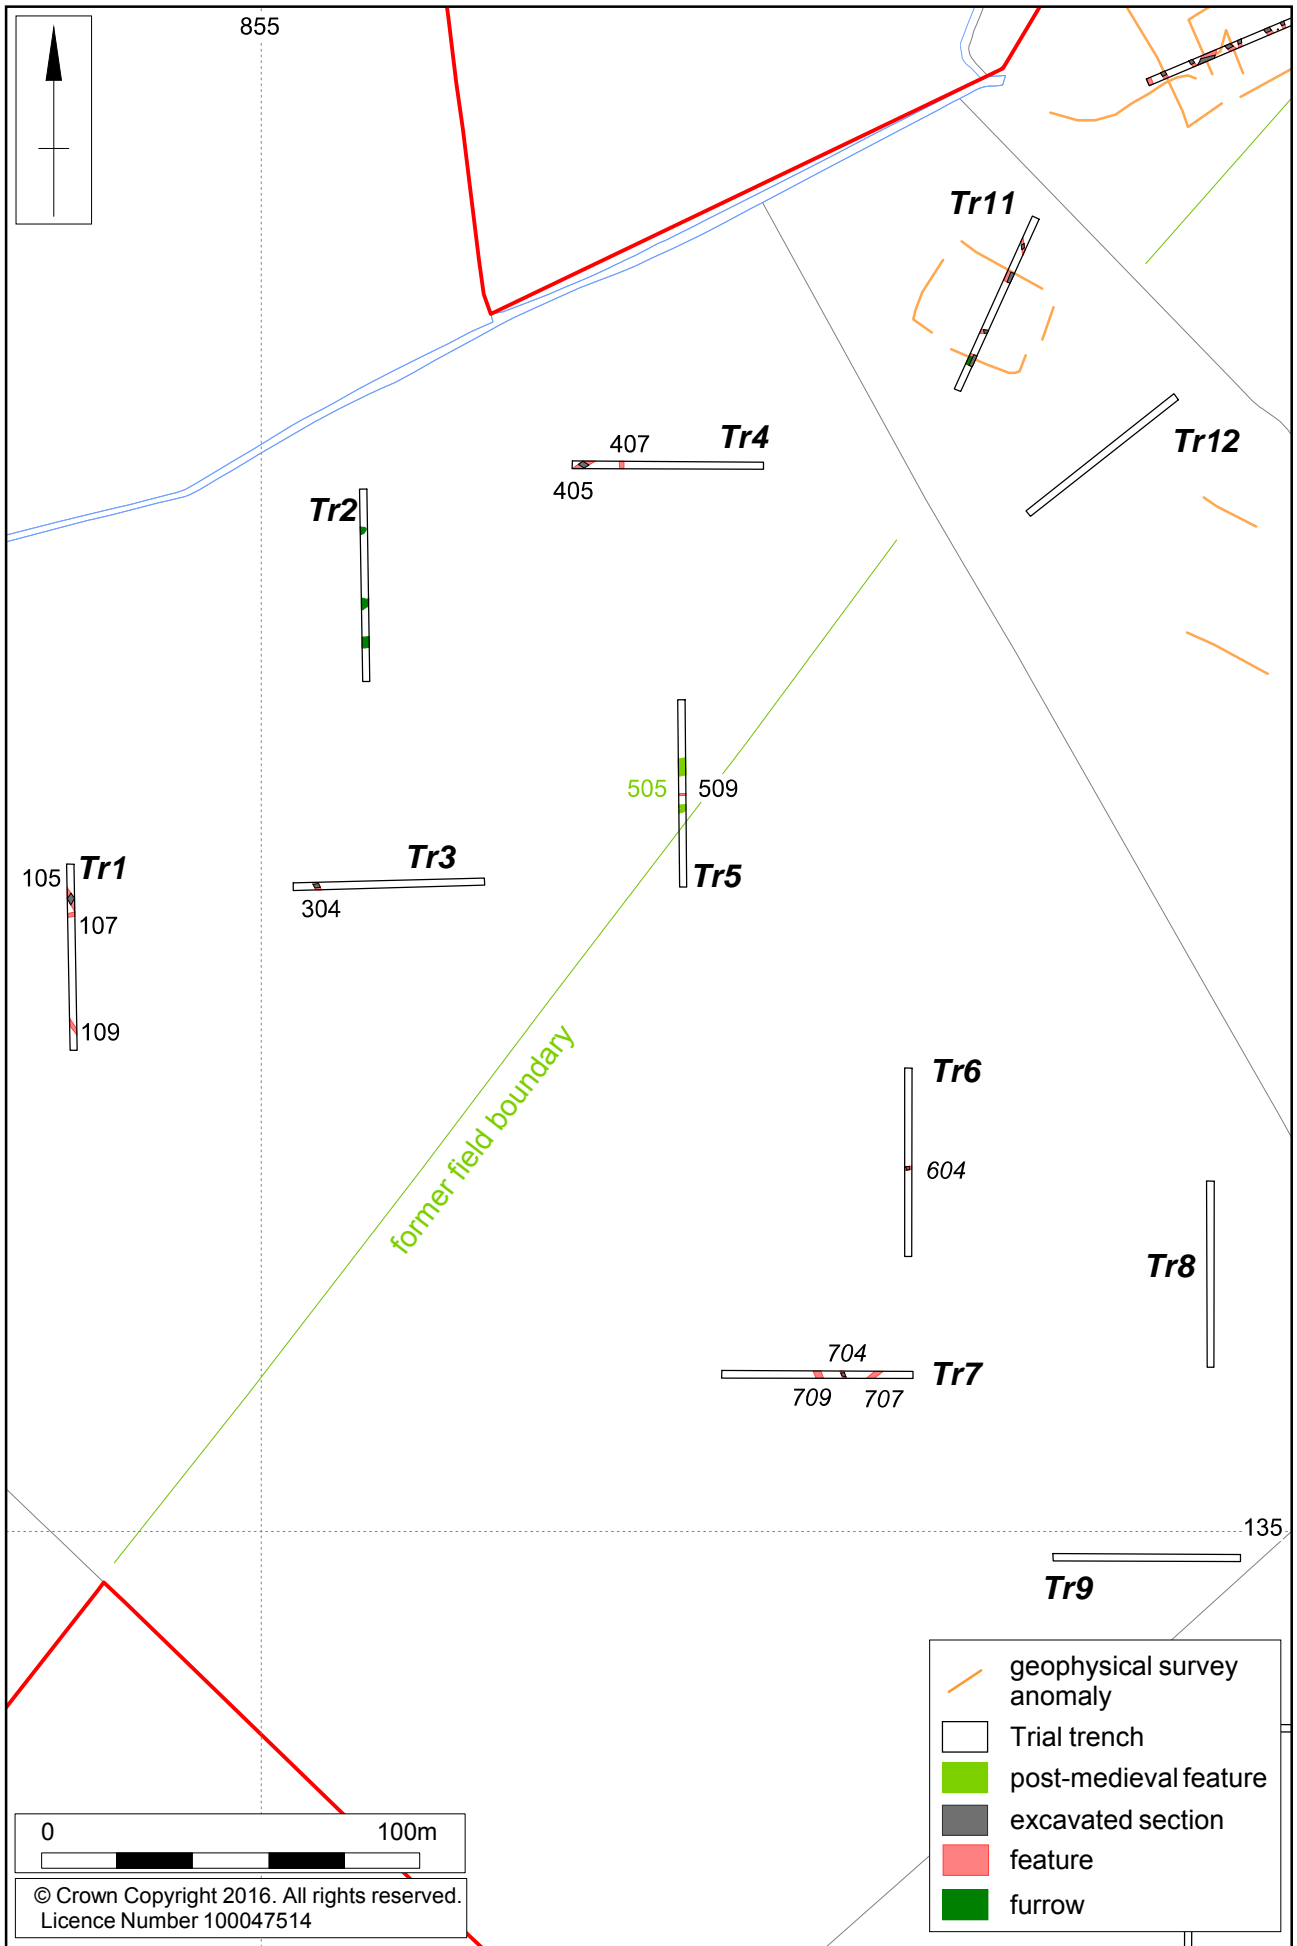 855
Tr11
407
Tr4
Tr12
405
Tr2
505
509
Tr1
Tr3
Tr5
105
304
107
109
former field boundary
Tr6
604
Tr8
704
Tr7
709
707
135
Tr9
geophysical survey
anomaly
Trial trench
post-medieval feature
excavated section
feature
furrow
0
100m
© Crown Copyright 2016. All rights reserved.
Licence Number 100047514